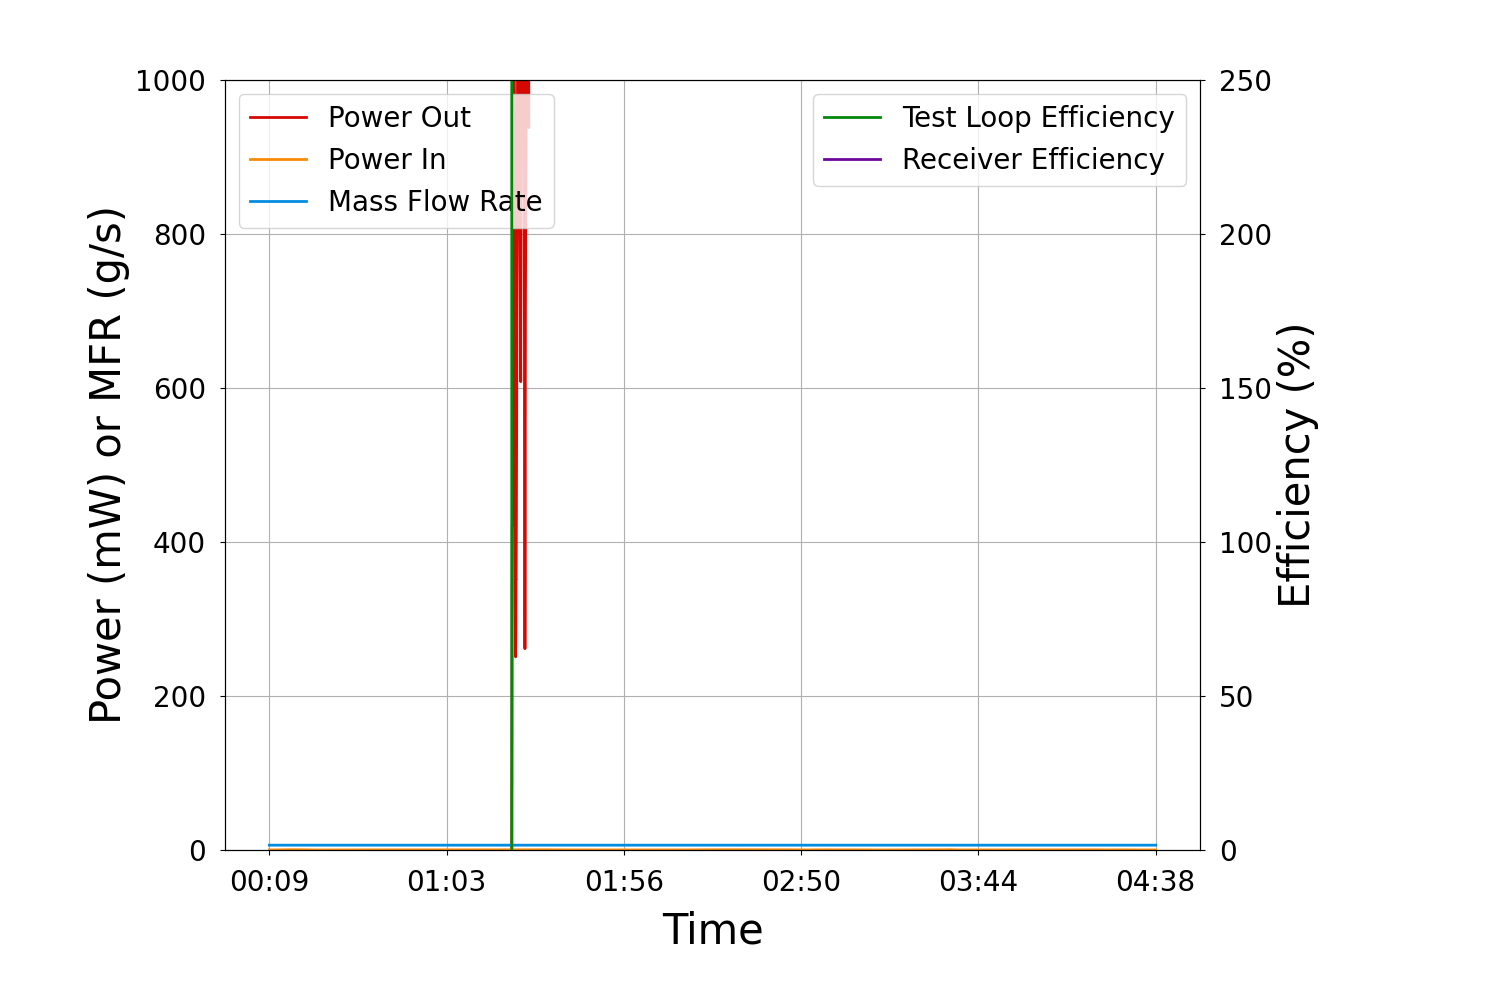 Power (mW) or MFR (g/s)
1000
800
600
400
200
0
Power Out
Power In
Mass Flow Rate
Test Loop Efficiency
Receiver Efficiency
250
200
150
100
50
0
Efficiency (%)
00:09 01:03 01:56 02:50 03:44 04:38
Time